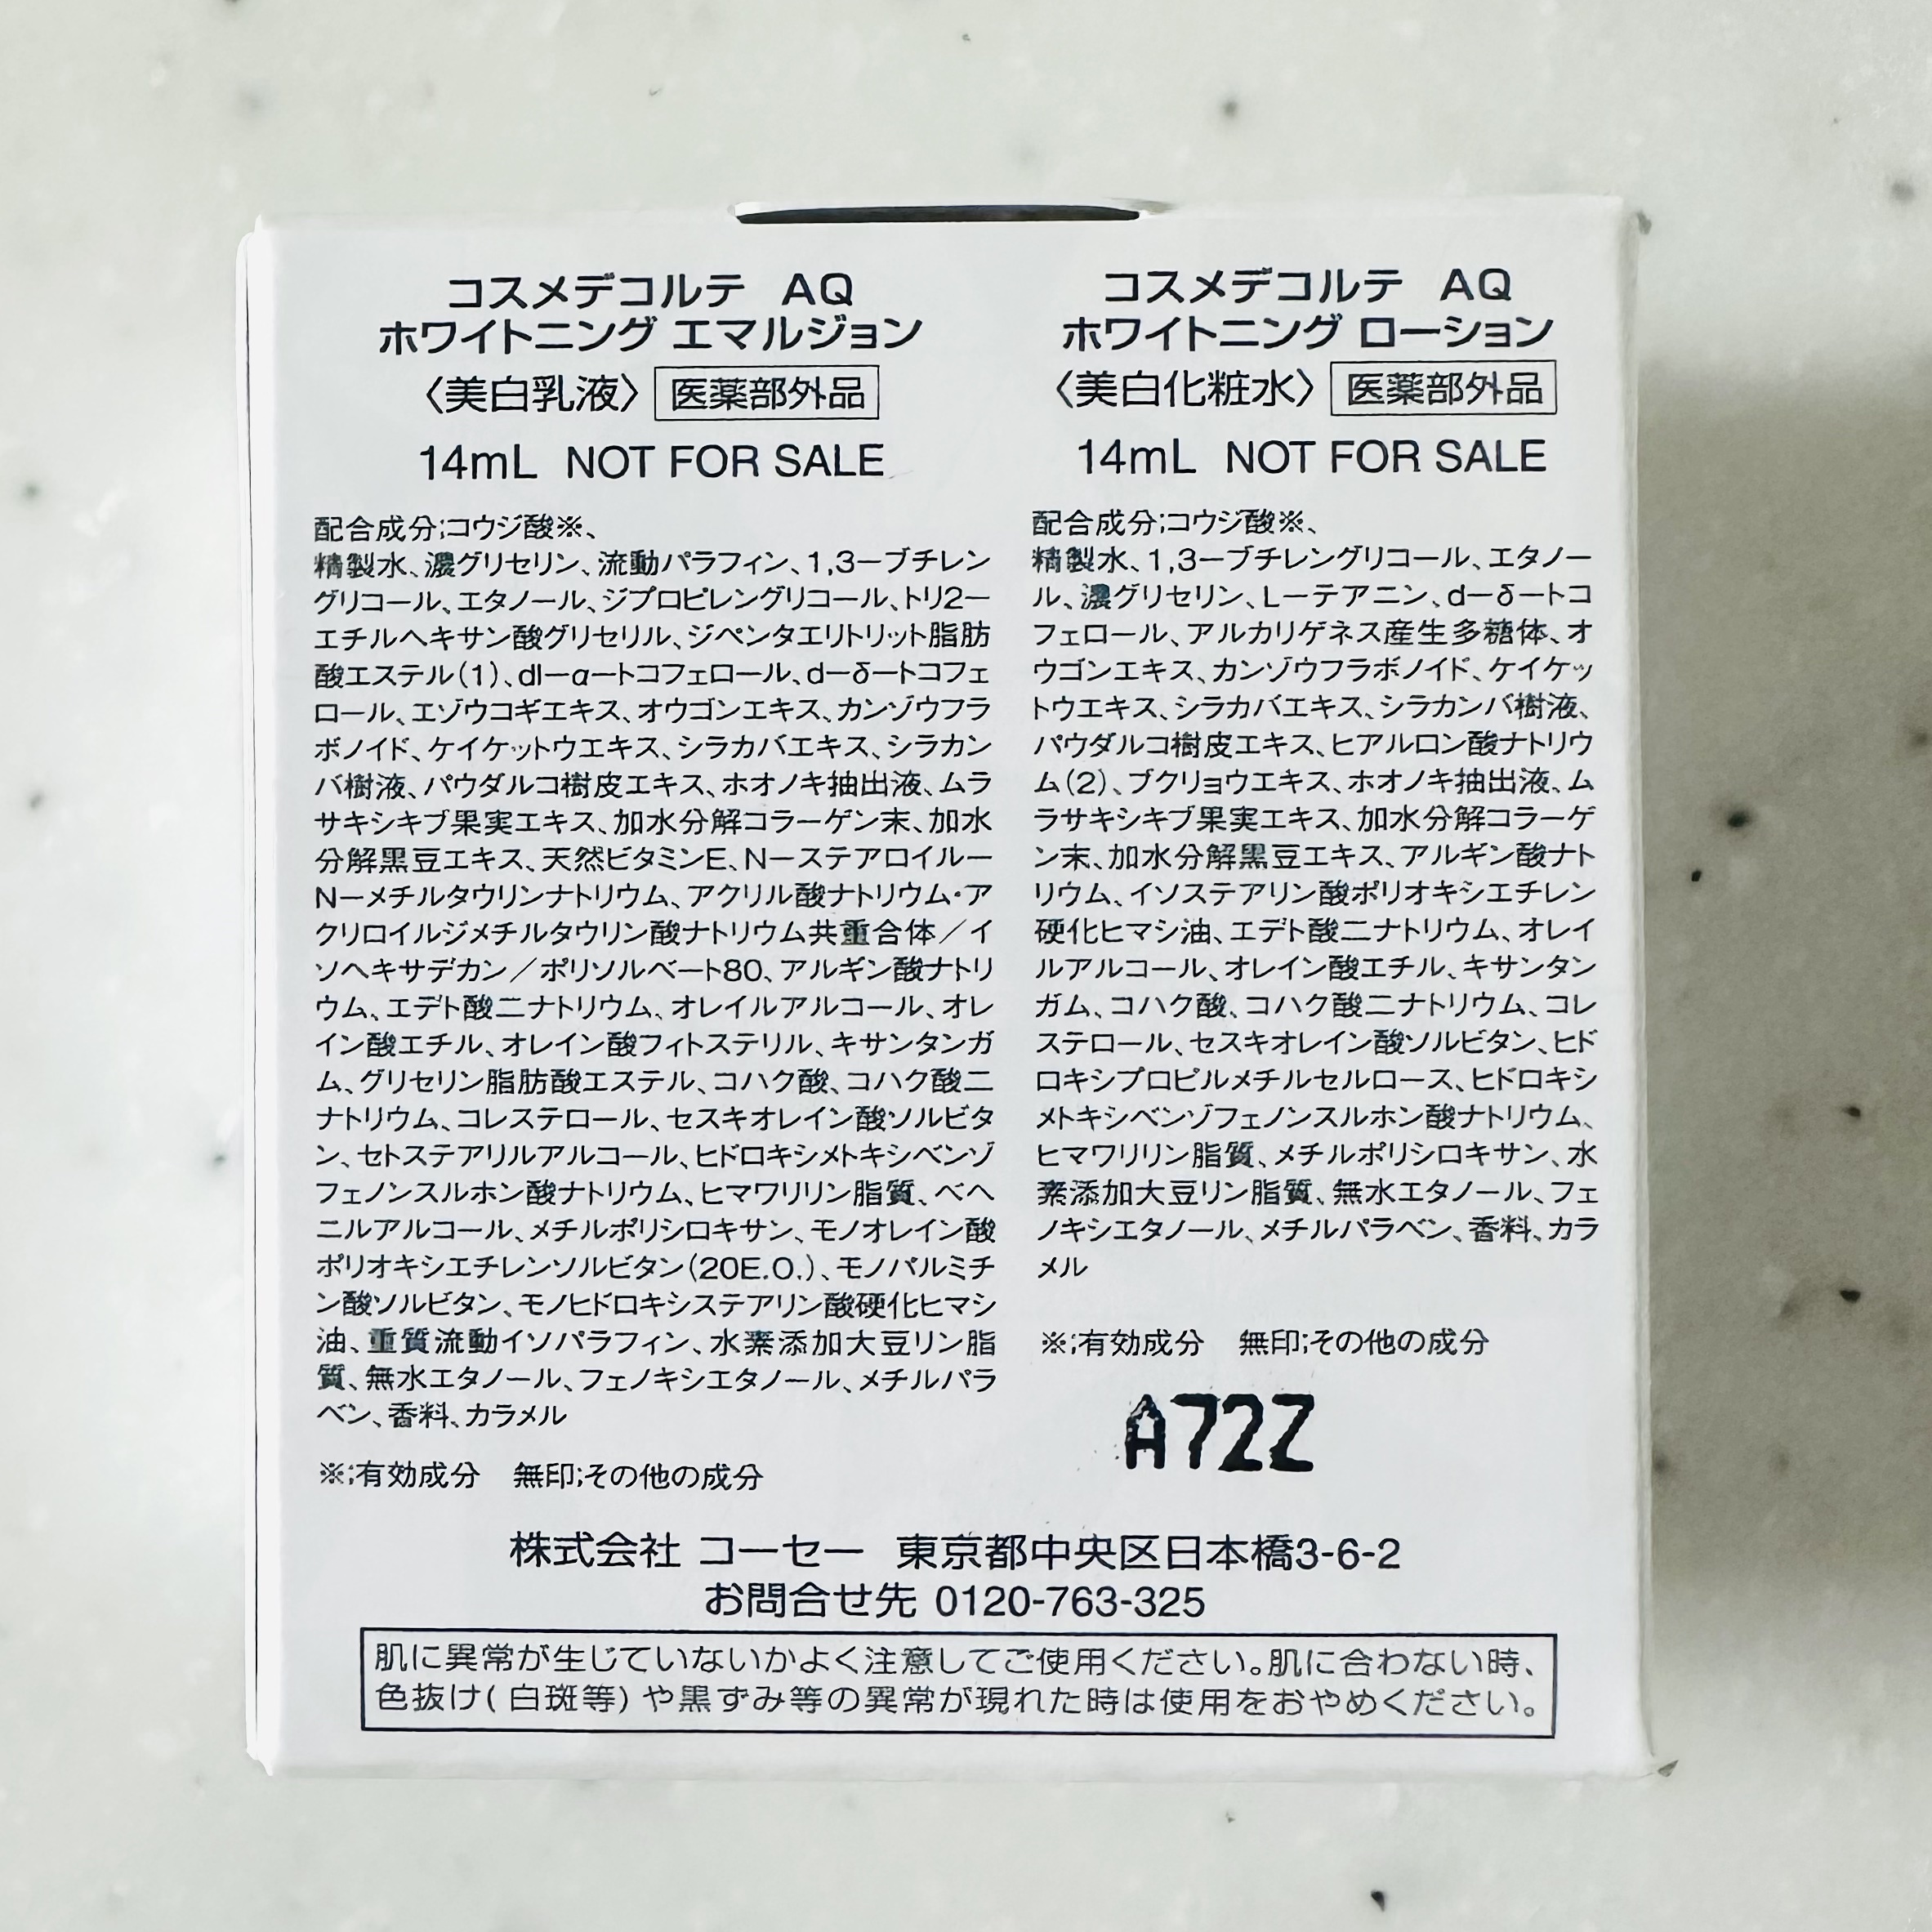 コスメデコルテ AQ
ホワイトニング エマルジョン
〈美白乳液〉 医薬部外品
14mL NOT FOR SALE
配合成分;コウジ酸※、
精製水、濃グリセリン、流動パラフィン、1,3ーブチレン
グリコール、エタノール、ジプロピレングリコール、トリ2ー
エチルヘキサン酸グリセリル、ジペンタエリトリット脂肪
酸エステル(1)、dlーαートコフェロール、dーδートコフェ
ロール、エゾウコギエキス、オウゴンエキス、カンゾウフラ
ボノイド、ケイケットウエキス、シラカバエキス、シラカン
バ樹液、パウダルコ樹皮エキス、ホオノキ抽出液、ムラ
サキシキブ果実エキス、加水分解コラーゲン末、加水
分解黒豆エキス、天然ビタミンE、NーステアロイルーNーメチルタウリンナトリウム、アクリル酸ナトリウム・ア
クリロイルジメチルタウリン酸ナトリウム共重合体／イ
ソヘキサデカン／ポリソルベート80、アルギン酸ナトリ
ウム、エデト酸二ナトリウム、オレイルアルコール、オレ
イン酸エチル、オレイン酸フィトステリル、キサンタンガ
ム、グリセリン脂肪酸エステル、コハク酸、コハク酸二
ナトリウム、コレステロール、セスキオレイン酸ソルビタ
ン、セトステアリルアルコール、ヒドロキシメトキシベンゾ
フェノンスルホン酸ナトリウム、ヒマワリリン脂質、ベヘ
ニルアルコール、メチルポリシロキサン、モノオレイン酸
ポリオキシエチレンソルビタン(20E.O.)、モノパルミチ
ン酸ソルビタン、モノヒドロキシステアリン酸硬化ヒマシ
油、重質流動イソパラフィン、水素添加大豆リン脂
質、無水エタノール、フェノキシエタノール、メチルパラ
ベン、香料、カラメル
※;有効成分 無印;その他の成分
コスメデコルテ AQ
ホワイトニング ローション
〈美白化粧水〉 医薬部外品
14mL NOT FOR SALE
配合成分;コウジ酸※、
精製水、1,3ーブチレングリコール、エタノー
ル、濃グリセリン、Lーテアニン、dーδートコ
フェロール、アルカリゲネス産生多糖体、オ
ウゴンエキス、カンゾウフラボノイド、ケイケッ
トウエキス、シラカバエキス、シラカンバ樹液、
パウダルコ樹皮エキス、ヒアルロン酸ナトリウ
ム(2)、ブクリョウエキス、ホオノキ抽出液、ム
ラサキシキブ果実エキス、加水分解コラーゲ
ン末、加水分解黒豆エキス、アルギン酸ナト
リウム、イソステアリン酸ポリオキシエチレン
硬化ヒマシ油、エデト酸二ナトリウム、オレイ
ルアルコール、オレイン酸エチル、キサンタン
ガム、コハク酸、コハク酸二ナトリウム、コレ
ステロール、セスキオレイン酸ソルビタン、ヒド
ロキシプロピルメチルセルロース、ヒドロキシ
メトキシベンゾフェノンスルホン酸ナトリウム、
ヒマワリリン脂質、メチルポリシロキサン、水
素添加大豆リン脂質、無水エタノール、フェ
ノキシエタノール、メチルパラベン、香料、カラ
メル
※;有効成分 無印;その他の成分
A72Z
株式会社 コーセー 東京都中央区日本橋3-6-2
お問合せ先 0120-763-325
肌に異常が生じていないかよく注意してご使用ください。肌に合わない時、
色抜け(白斑等)や黒ずみ等の異常が現れた時は使用をおやめください。